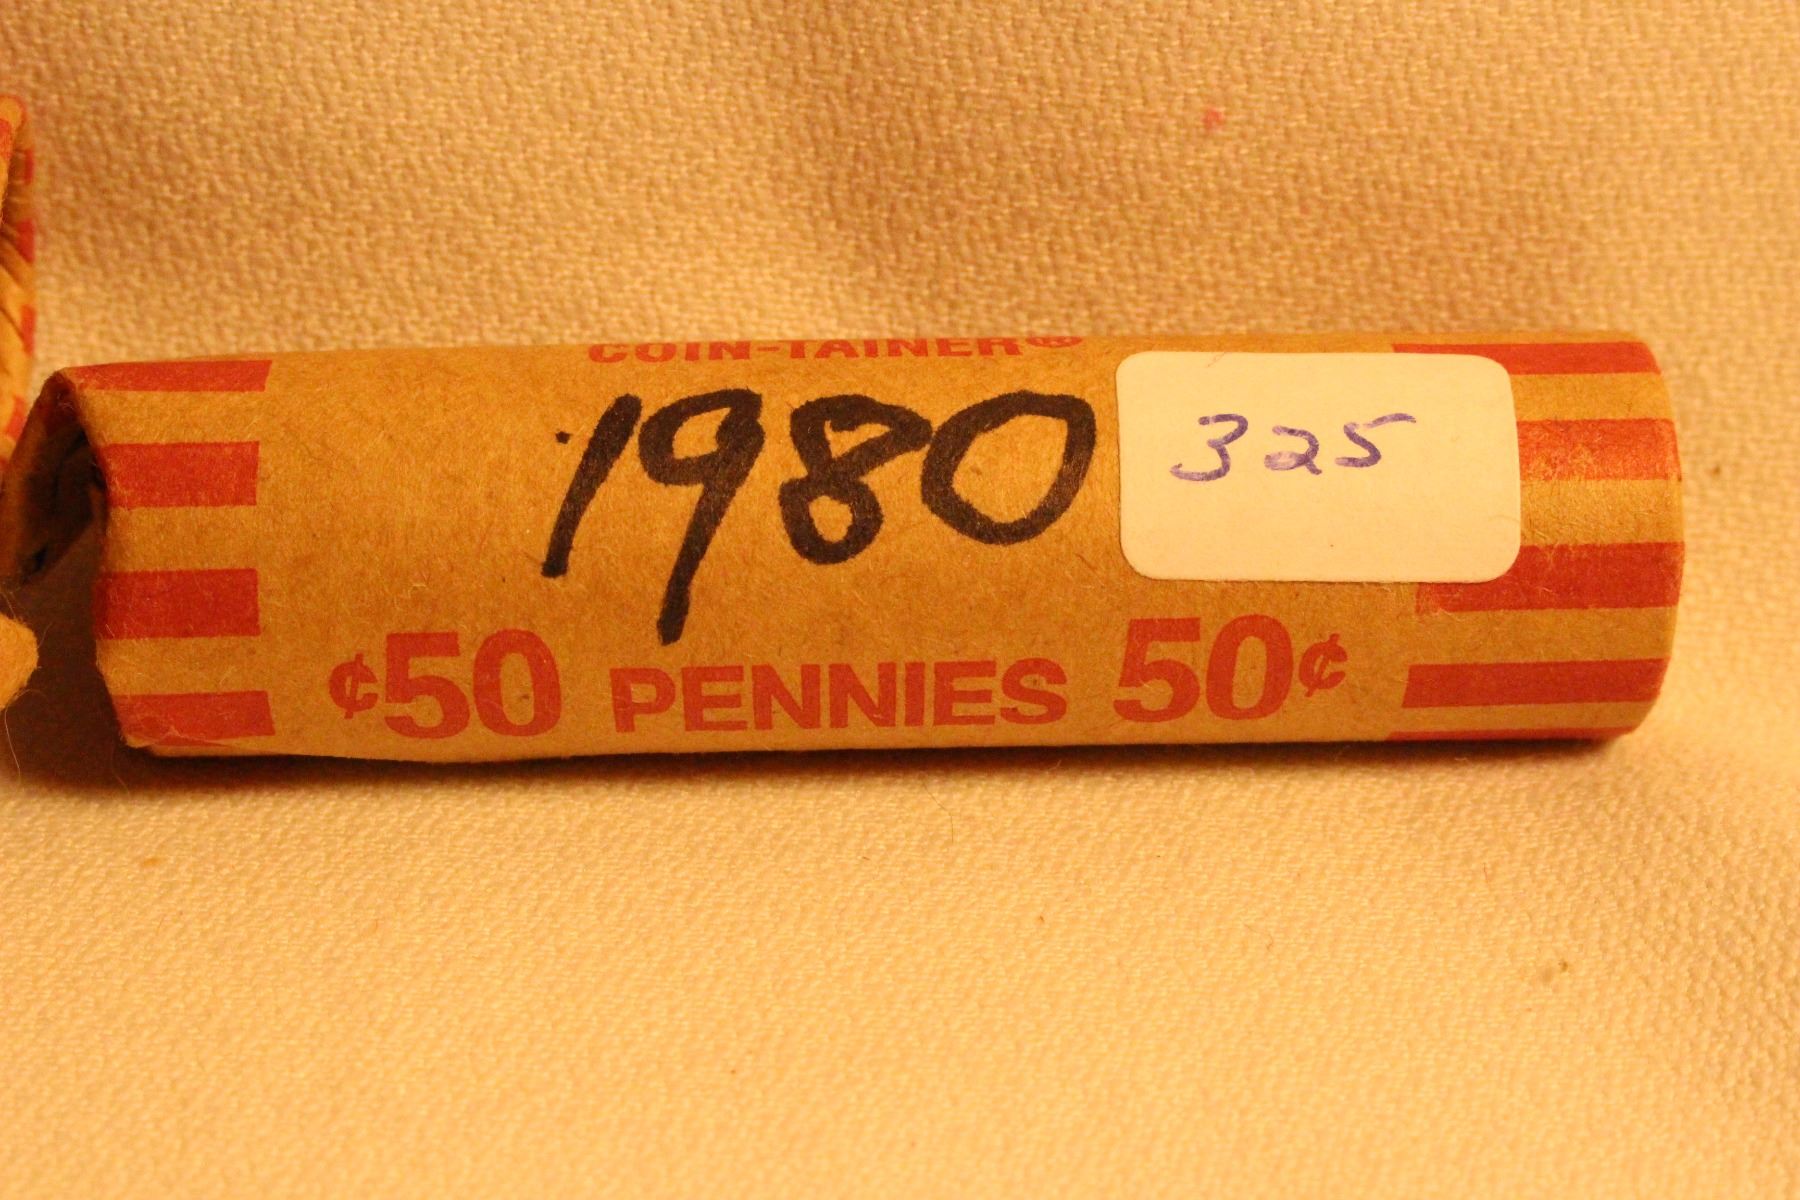 COIN-TAINER®
1980
325
¢50 PENNIES 50¢